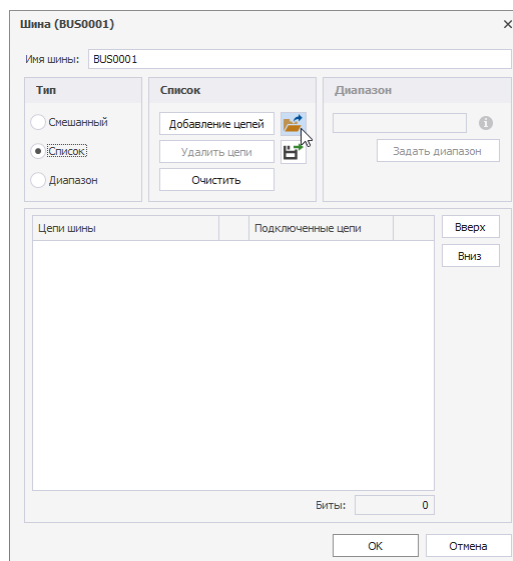 Шина (BUS0001)
Имя шины: BUS0001
Тип
Смешанный
Список
Диапазон
Список
Добавление цепей
Удалить цепи
Очистить
Диапазон
Задать диапазон
Цепи шины Подключенные цепи
Вверх
Вниз
Биты: 0
OK Отмена